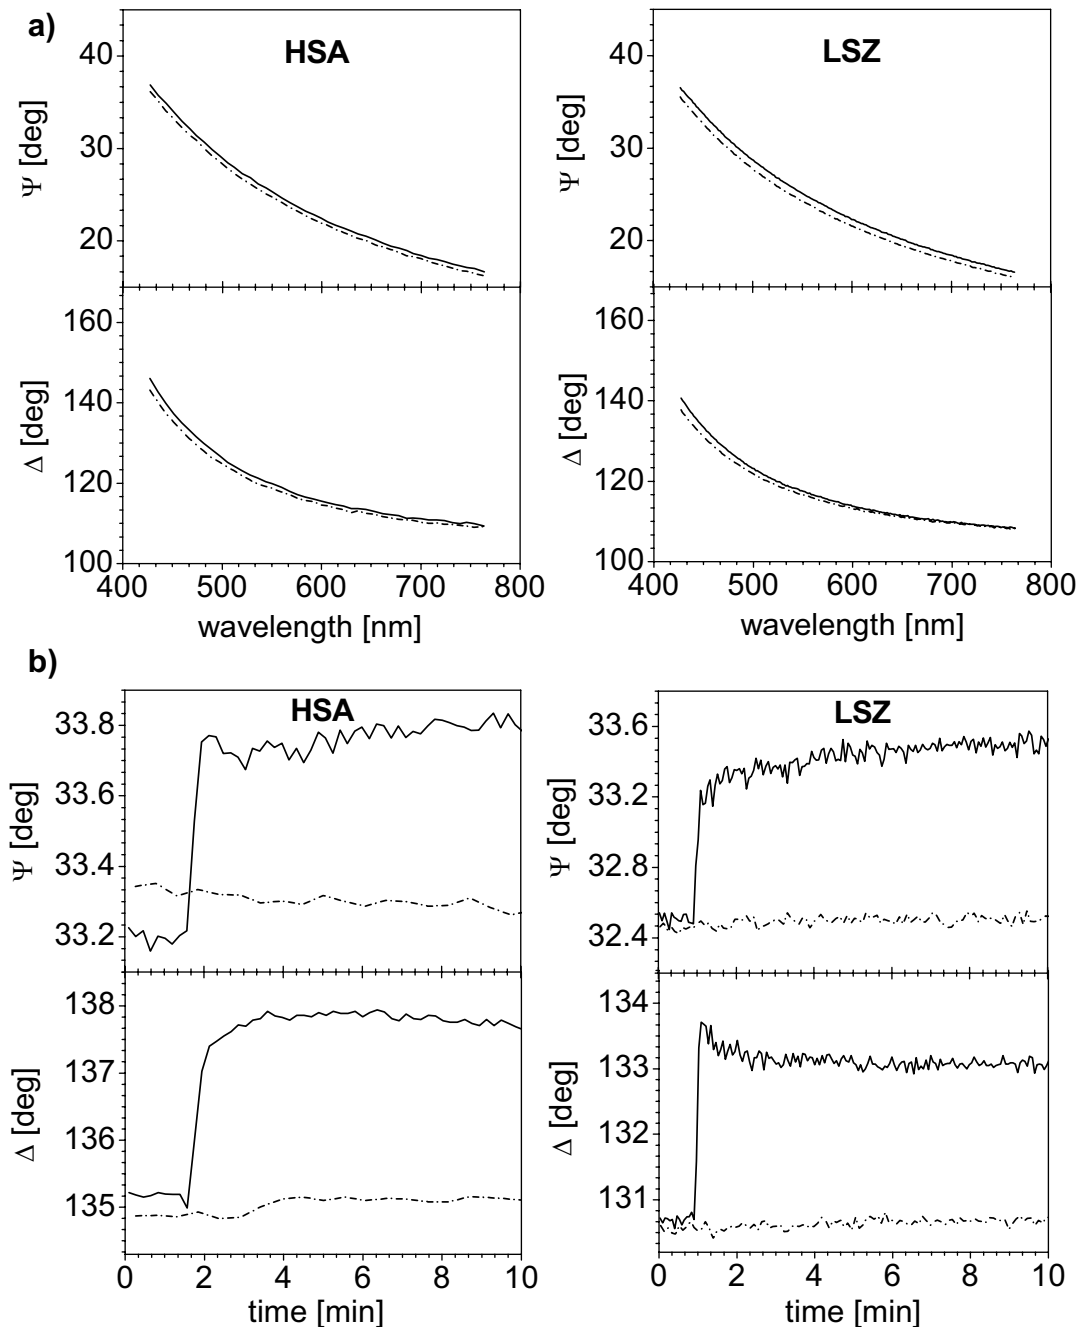 a)
HSA
LSZ
40
30
20
Ψ [deg]
40
30
20
Ψ [deg]
160
140
120
100
Δ [deg]
160
140
120
100
Δ [deg]
400 500 600 700 800
400 500 600 700 800
wavelength [nm]
wavelength [nm]
b)
HSA
LSZ
33.8
33.6
33.4
33.2
Ψ [deg]
33.6
33.2
32.8
32.4
Ψ [deg]
138
137
136
135
Δ [deg]
134
133
132
131
Δ [deg]
0 2 4 6 8 10
0 2 4 6 8 10
time [min]
time [min]